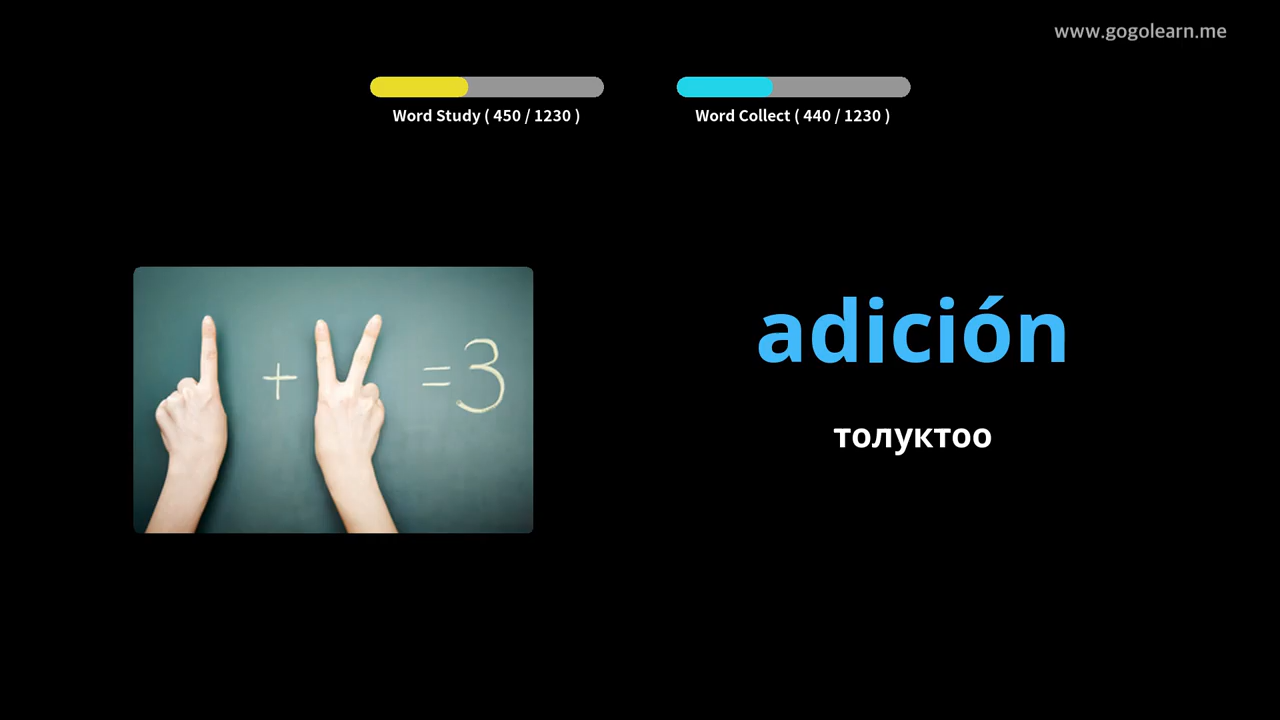 www.gogolearn.me
Word Study ( 450 / 1230 )
Word Collect ( 440 / 1230 )
+ =3
adición
толуктоо